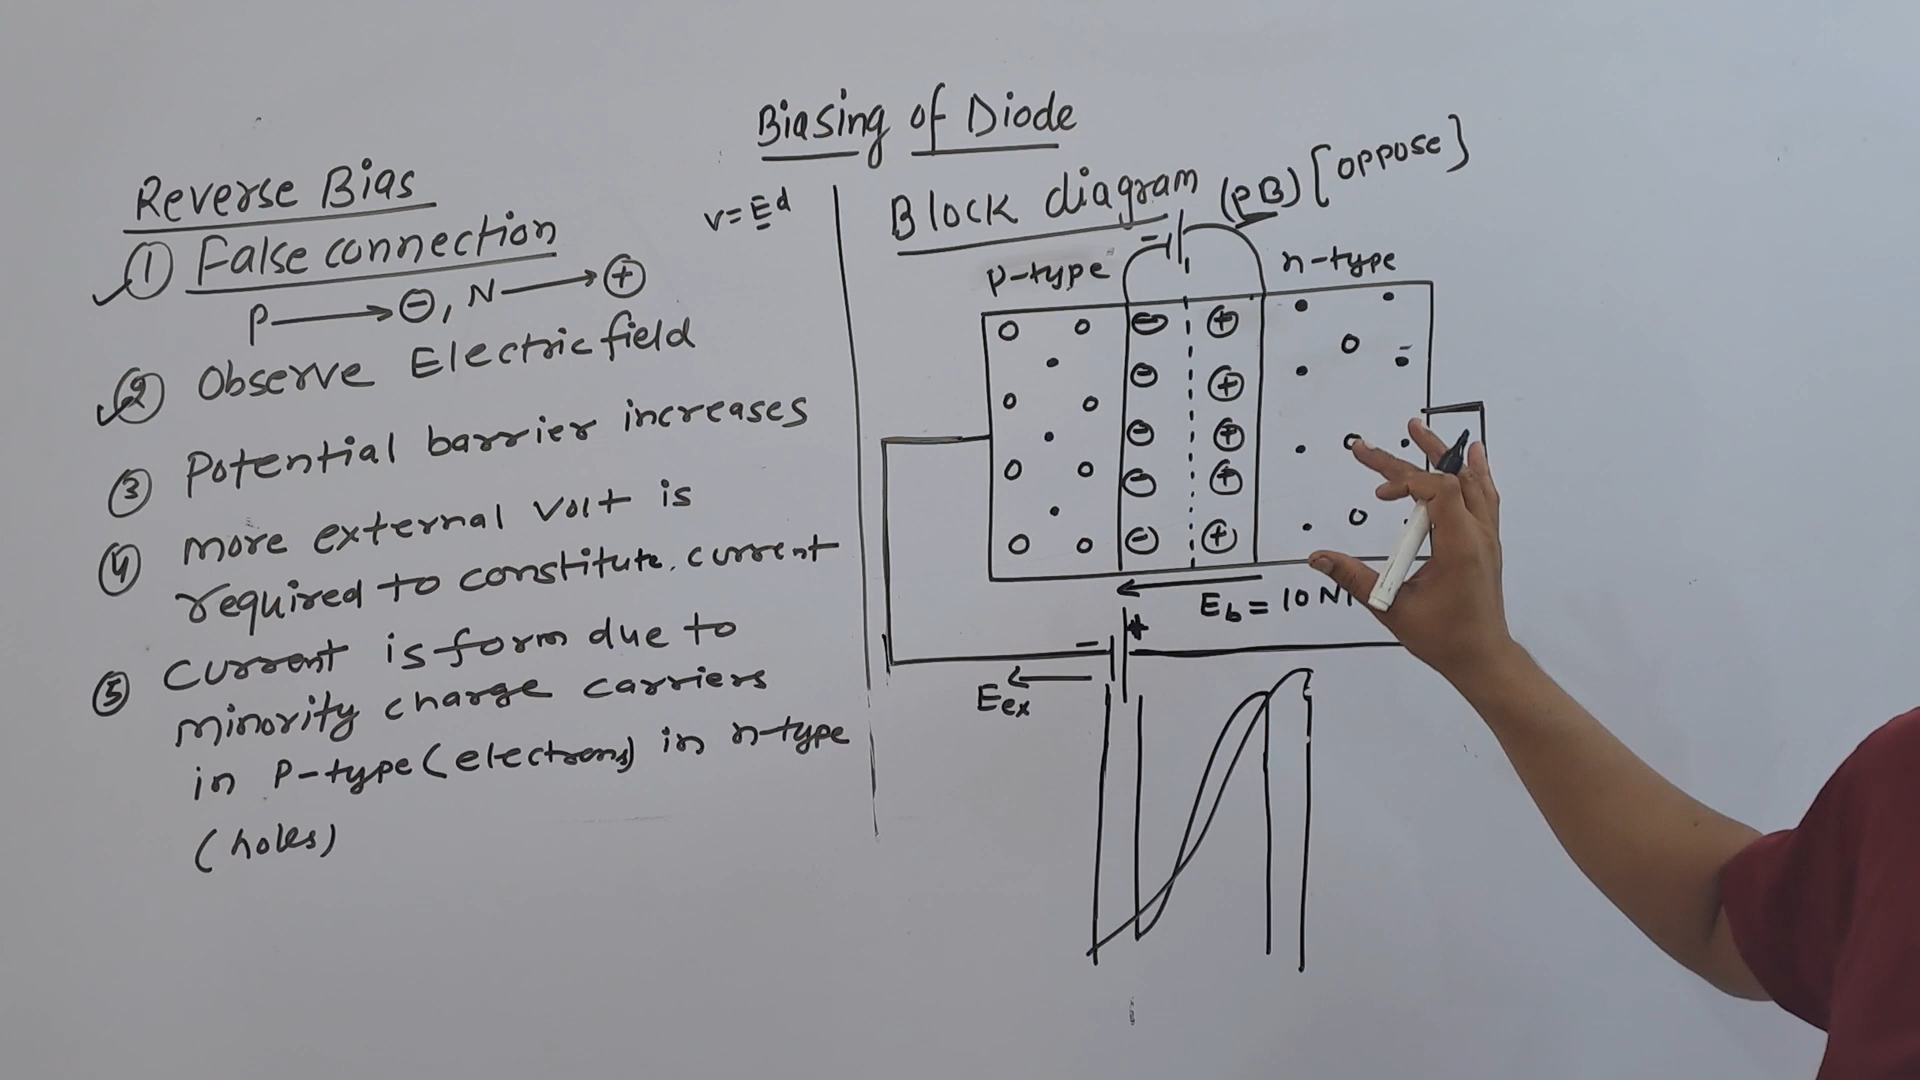 Biasing of Diode
Reverse Bias
① False connection
P → ⊖, N → ⊕
② Observe Electric field
③ Potential barrier increases
④ more external volt is
required to constitute. current
⑤ current is form due to
minority charge carriers
in P-type (electrons) in n-type
(holes)
v = Ed
Block diagram (PB) [oppose]
P-type - n-type
⊖ ⊕
⊖ ⊕
⊖ ⊕
⊖ ⊕
⊖ ⊕
Eb = 10 N
- +
Eex